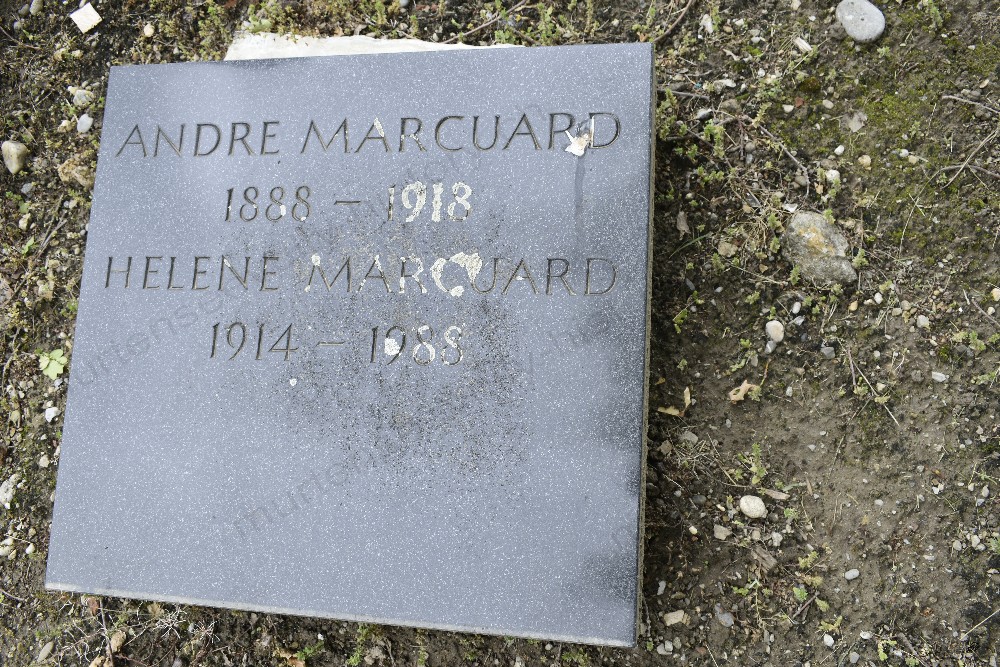 ANDRE MARCUARD
1888 – 1918
HELENE MARCUARD
1914 – 1988